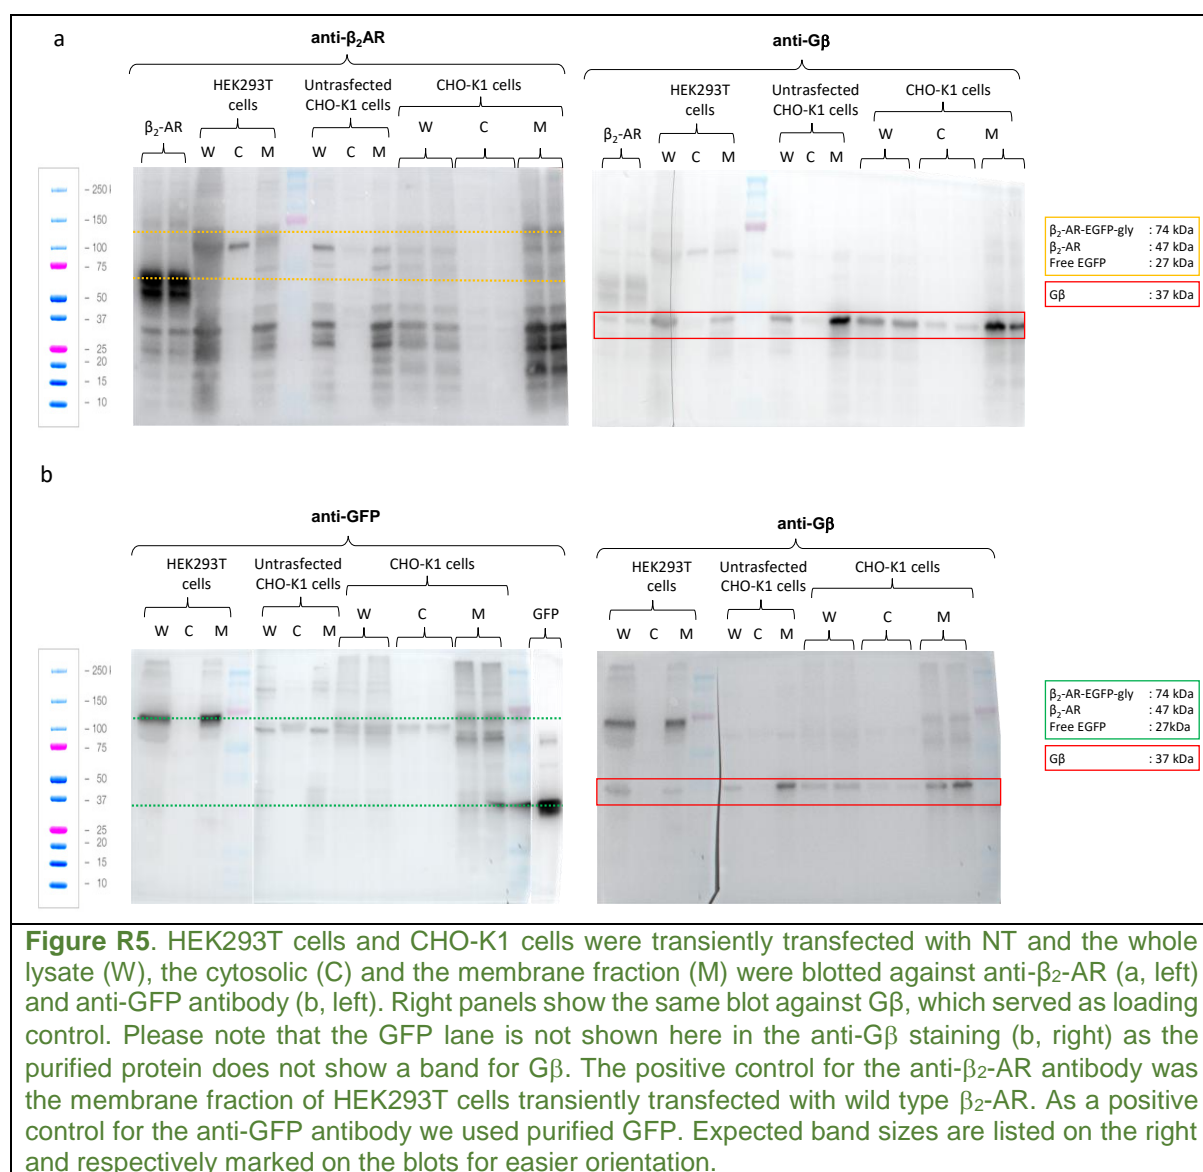 a
anti-β2AR
anti-Gβ
HEK293T
cells
Untrasfected
CHO-K1 cells
CHO-K1 cells
β2-AR
W C M
W C M
W
C
M
HEK293T
cells
Untrasfected
CHO-K1 cells
CHO-K1 cells
β2-AR
W C M
W C M
W
C
M
- 250
- 150
- 100
- 75
- 50
- 37
- 25
- 20
- 15
- 10
β2-AR-EGFP-gly : 74 kDa
β2-AR : 47 kDa
Free EGFP : 27 kDa
Gβ : 37 kDa
b
anti-GFP
anti-Gβ
HEK293T
cells
Untrasfected
CHO-K1 cells
CHO-K1 cells
W C M
W C M
W
C
M
GFP
HEK293T
cells
Untrasfected
CHO-K1 cells
CHO-K1 cells
W C M
W C M
W
C
M
- 250
- 150
- 100
- 75
- 50
- 37
- 25
- 20
- 15
- 10
β2-AR-EGFP-gly : 74 kDa
β2-AR : 47 kDa
Free EGFP : 27kDa
Gβ : 37 kDa
Figure R5. HEK293T cells and CHO-K1 cells were transiently transfected with NT and the whole
lysate (W), the cytosolic (C) and the membrane fraction (M) were blotted against anti-β2-AR (a, left)
and anti-GFP antibody (b, left). Right panels show the same blot against Gβ, which served as loading
control. Please note that the GFP lane is not shown here in the anti-Gβ staining (b, right) as the
purified protein does not show a band for Gβ. The positive control for the anti-β2-AR antibody was
the membrane fraction of HEK293T cells transiently transfected with wild type β2-AR. As a positive
control for the anti-GFP antibody we used purified GFP. Expected band sizes are listed on the right
and respectively marked on the blots for easier orientation.